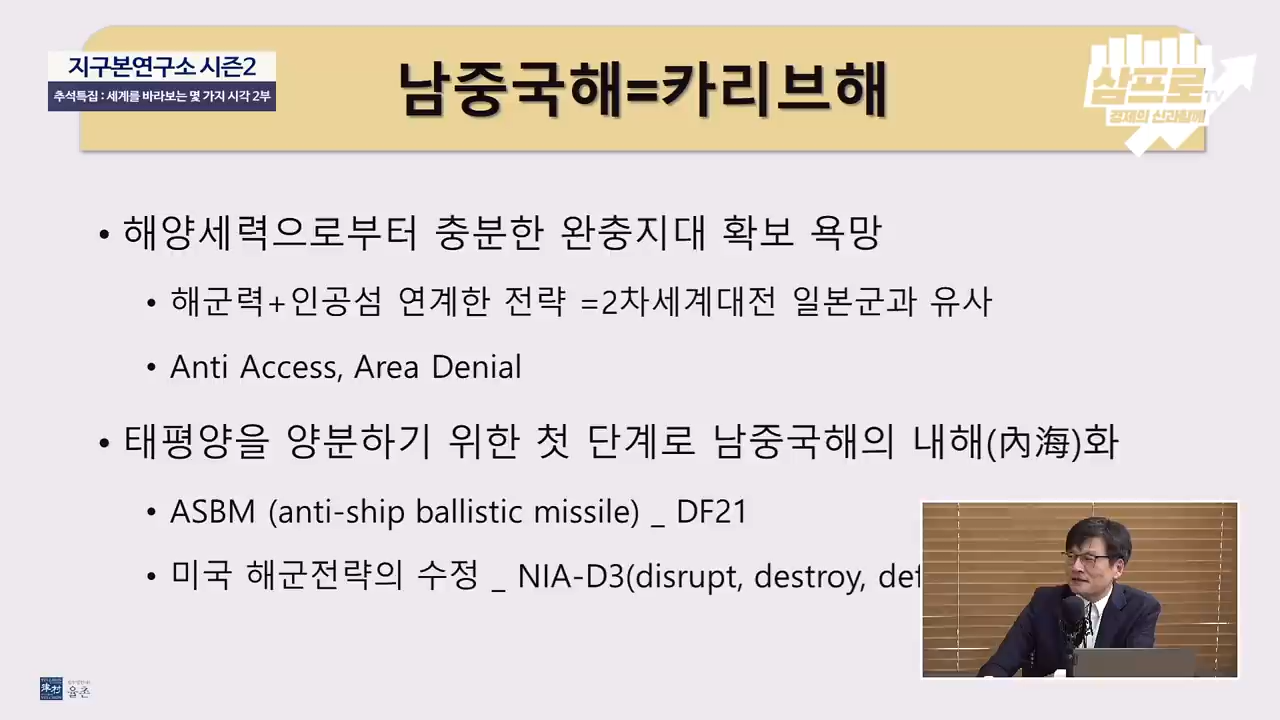 지구본연구소 시즌2
추석특집 : 세계를 바라보는 몇 가지 시각 2부
남중국해=카리브해
삼프로TV
경제의 신과함께
• 해양세력으로부터 충분한 완충지대 확보 욕망
• 해군력+인공섬 연계한 전략 =2차세계대전 일본군과 유사
• Anti Access, Area Denial
• 태평양을 양분하기 위한 첫 단계로 남중국해의 내해(內海)화
• ASBM (anti-ship ballistic missile) _ DF21
• 미국 해군전략의 수정 _ NIA-D3(disrupt, destroy, def
율촌